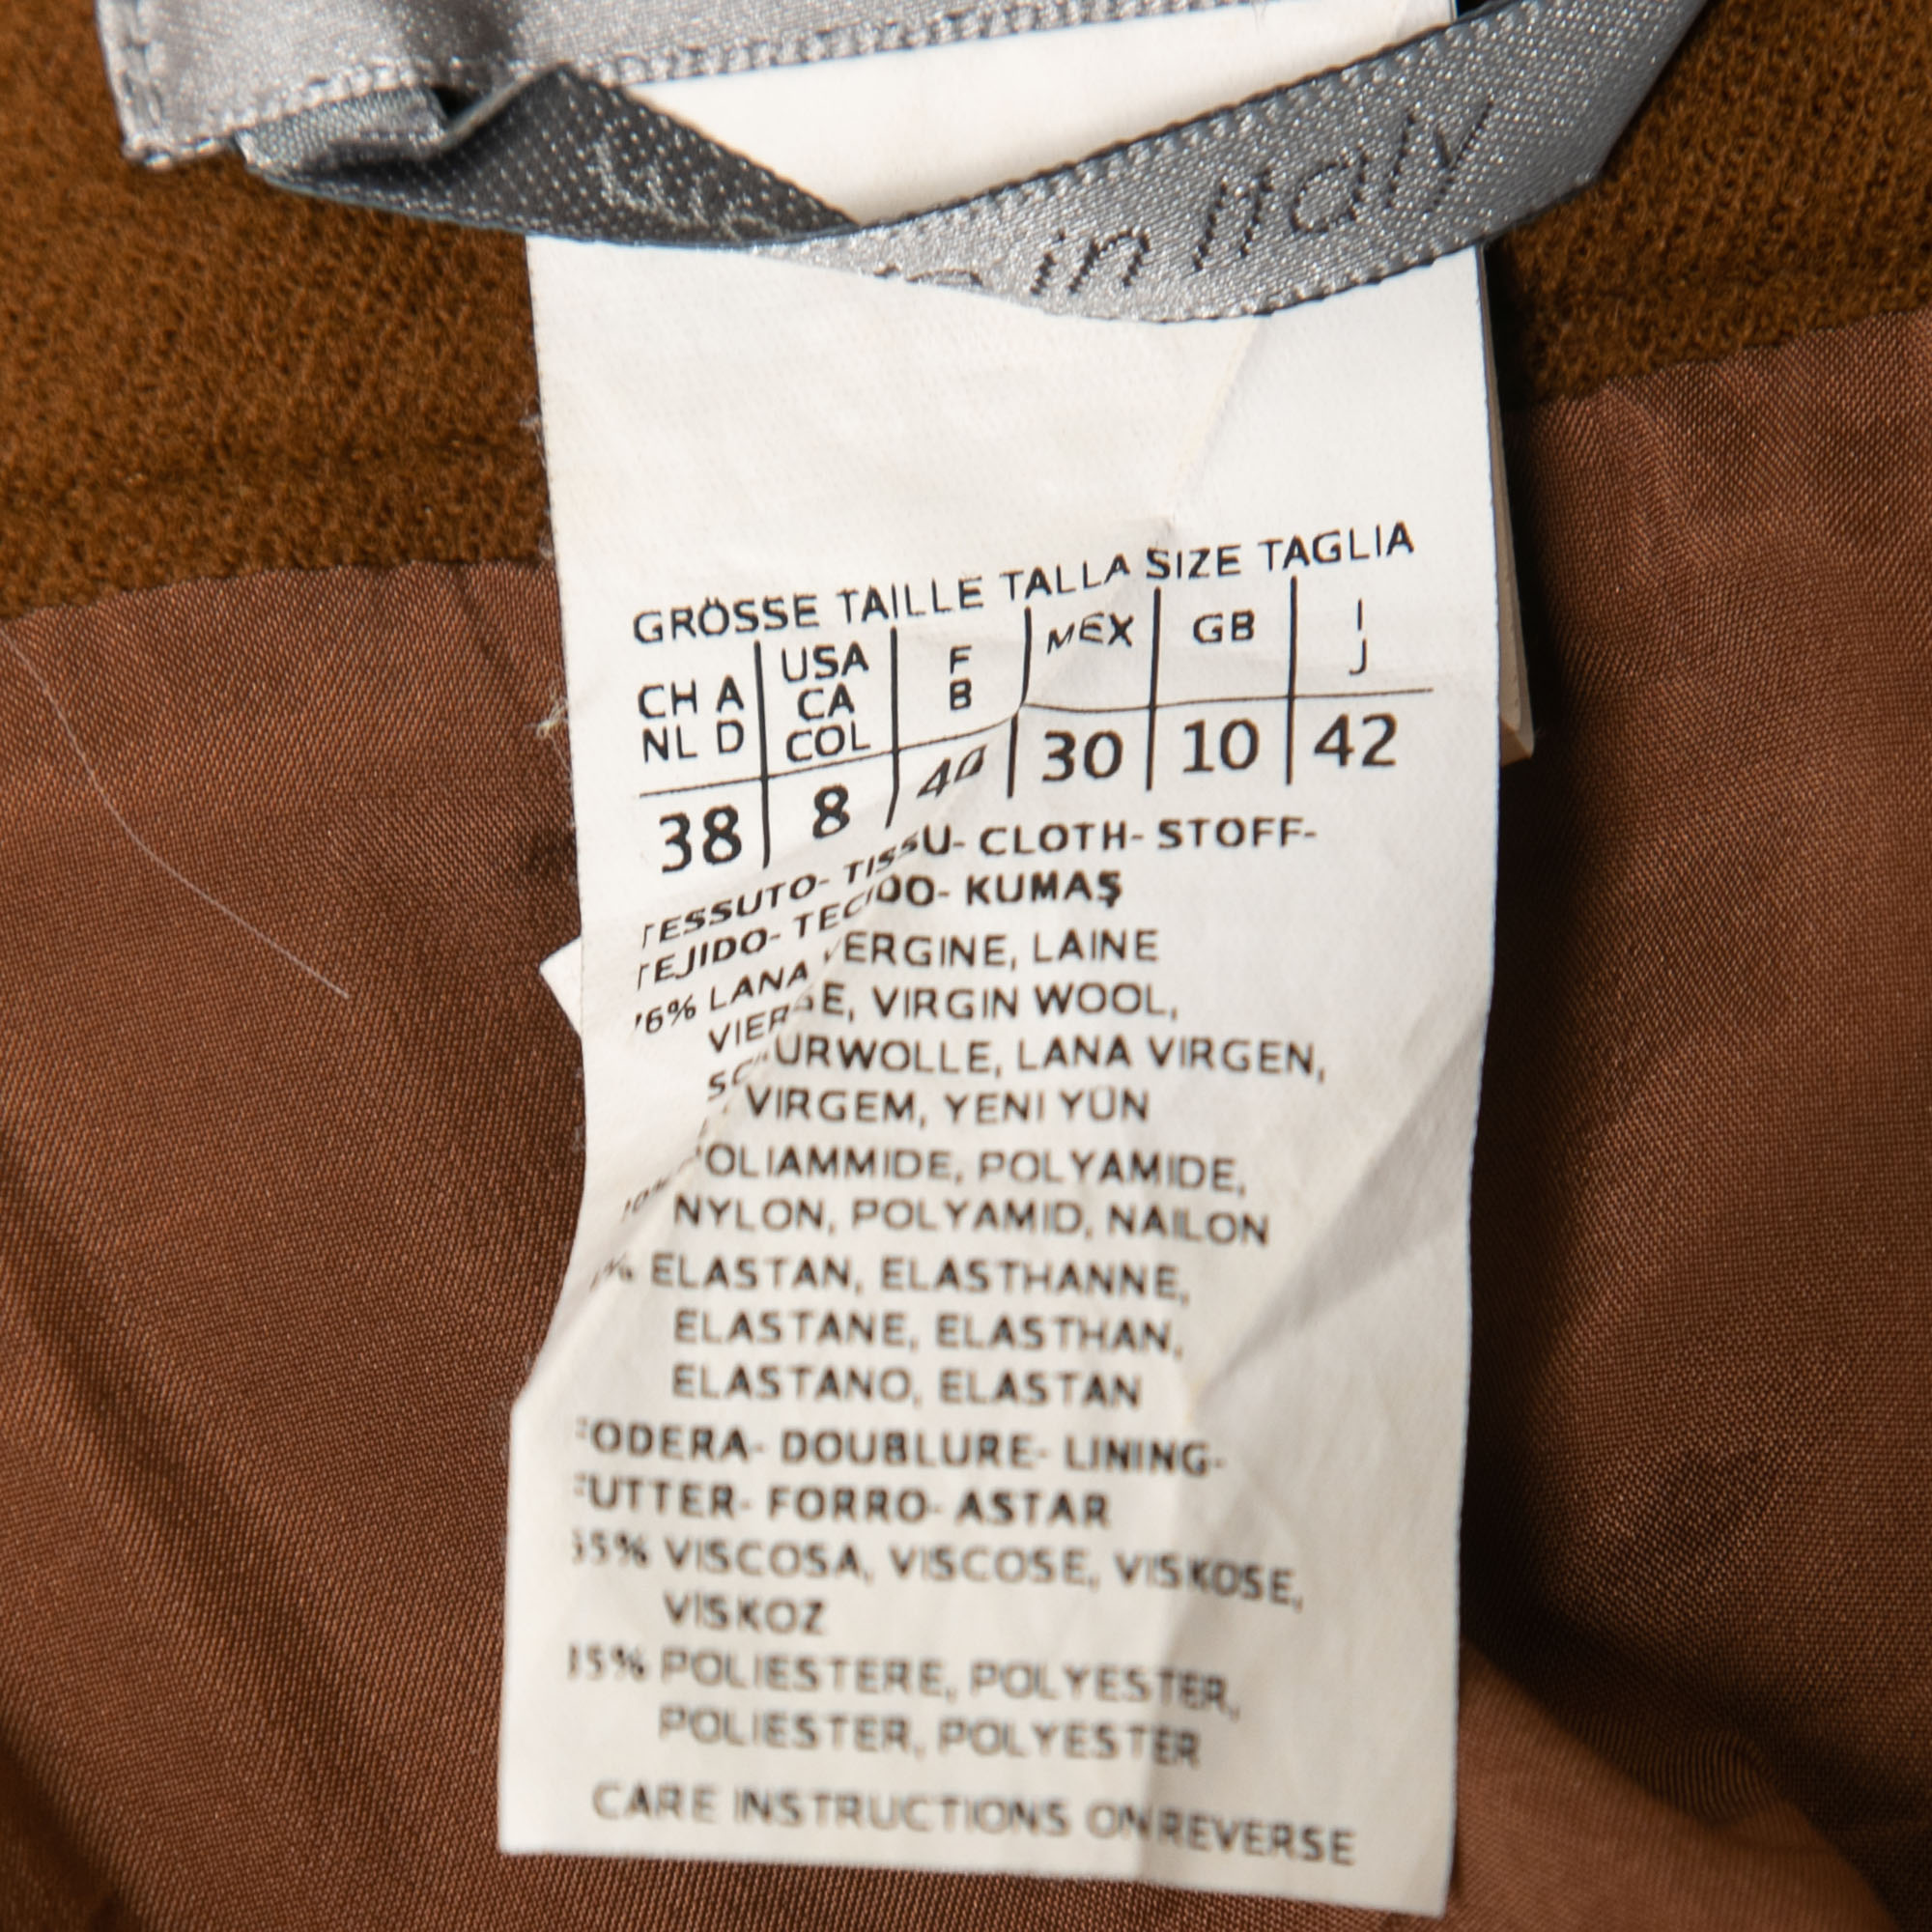 in Italy
GRÖSSE TAILLE TALLA SIZE TAGLIA
CH A NL D | USA CA COL | F B | MEX | GB | I J
38 | 8 | 40 | 30 | 10 | 42
TESSUTO- TISSU- CLOTH- STOFF-
TEJIDO- TECIDO- KUMAŞ
LANA VERGINE, LAINE
VIERGE, VIRGIN WOOL,
SCHURWOLLE, LANA VIRGEN,
VIRGEM, YENI YÜN
POLIAMMIDE, POLYAMIDE,
NYLON, POLYAMID, NAILON
ELASTAN, ELASTHANNE,
ELASTANE, ELASTHAN,
ELASTANO, ELASTAN
FODERA- DOUBLURE- LINING-
FUTTER- FORRO- ASTAR
VISCOSA, VISCOSE, VISKOSE,
VISKOZ
POLIESTERE, POLYESTER,
POLIESTER, POLYESTER
CARE INSTRUCTIONS ON REVERSE